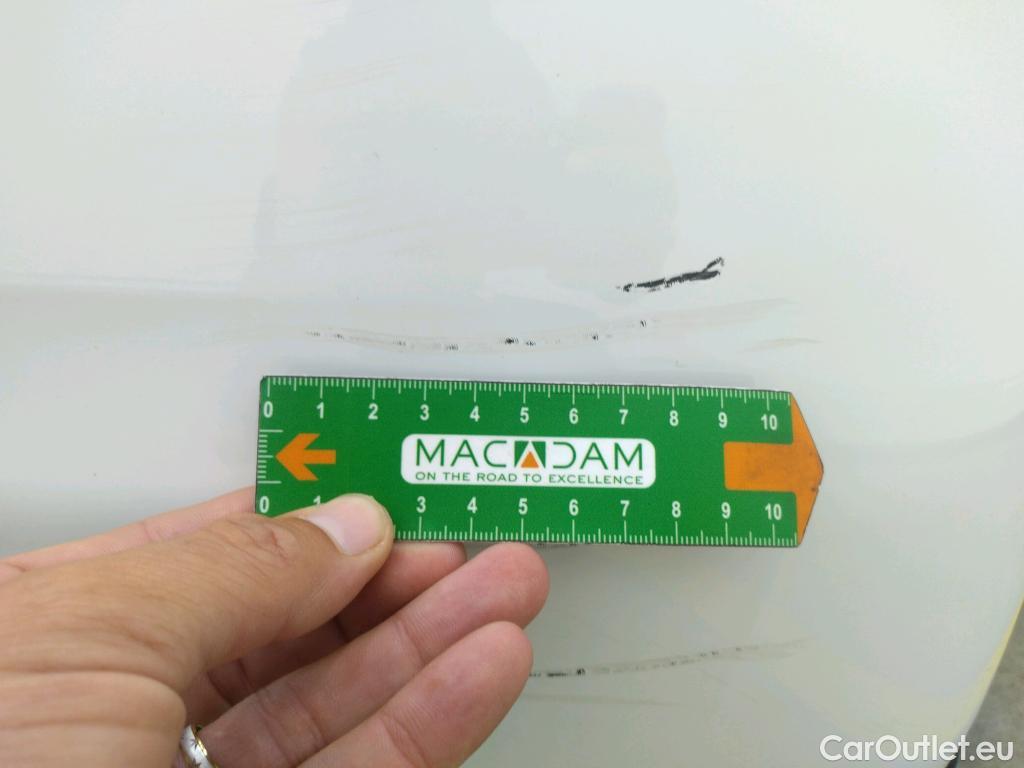 0 1 2 3 4 5 6 7 8 9 10
MACADAM
ON THE ROAD TO EXCELLENCE
0 1 3 4 5 6 7 8 9 10
CarOutlet.eu